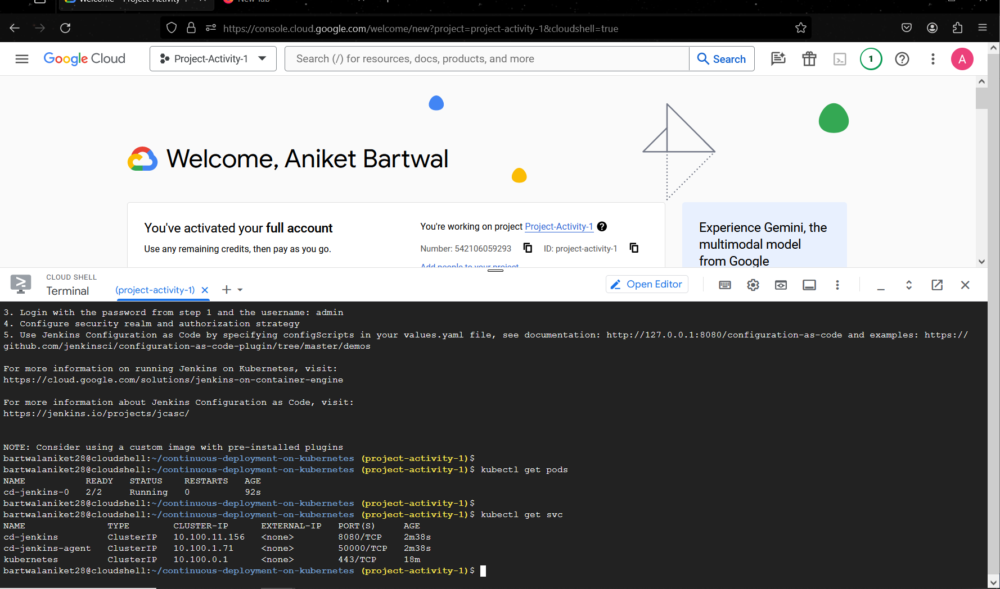 Welcome – Project-Activity-1
New Tab
https://console.cloud.google.com/welcome/new?project=project-activity-1&cloudshell=true
Google Cloud
Project-Activity-1
Search (/) for resources, docs, products, and more
Search
1
A
Welcome, Aniket Bartwal
You've activated your full account
Use any remaining credits, then pay as you go.
You're working on project Project-Activity-1
Number: 542106059293 ID: project-activity-1
Add people to your project
Experience Gemini, the
multimodal model
from Google
CLOUD SHELL
Terminal
(project-activity-1)
Open Editor
3. Login with the password from step 1 and the username: admin
4. Configure security realm and authorization strategy
5. Use Jenkins Configuration as Code by specifying configScripts in your values.yaml file, see documentation: http://127.0.0.1:8080/configuration-as-code and examples: https://
github.com/jenkinsci/configuration-as-code-plugin/tree/master/demos
For more information on running Jenkins on Kubernetes, visit:
https://cloud.google.com/solutions/jenkins-on-container-engine
For more information about Jenkins Configuration as Code, visit:
https://jenkins.io/projects/jcasc/
NOTE: Consider using a custom image with pre-installed plugins
bartwalaniket28@cloudshell:~/continuous-deployment-on-kubernetes (project-activity-1)$
bartwalaniket28@cloudshell:~/continuous-deployment-on-kubernetes (project-activity-1)$ kubectl get pods
NAME READY STATUS RESTARTS AGE
cd-jenkins-0 2/2 Running 0 92s
bartwalaniket28@cloudshell:~/continuous-deployment-on-kubernetes (project-activity-1)$
bartwalaniket28@cloudshell:~/continuous-deployment-on-kubernetes (project-activity-1)$ kubectl get svc
NAME TYPE CLUSTER-IP EXTERNAL-IP PORT(S) AGE
cd-jenkins ClusterIP 10.100.11.156 <none> 8080/TCP 2m38s
cd-jenkins-agent ClusterIP 10.100.1.71 <none> 50000/TCP 2m38s
kubernetes ClusterIP 10.100.0.1 <none> 443/TCP 18m
bartwalaniket28@cloudshell:~/continuous-deployment-on-kubernetes (project-activity-1)$